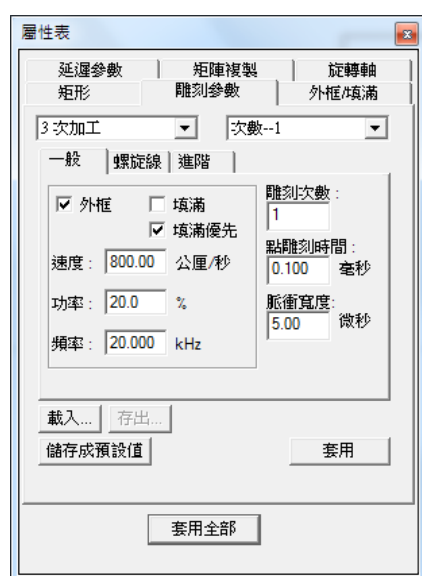 屬性表
延遲參數 矩陣複製 旋轉軸
矩形 雕刻參數 外框/填滿
3 次加工 次數--1
一般 螺旋線 進階
外框 填滿
填滿優先
速度： 800.00 公厘/秒
功率： 20.0 %
頻率： 20.000 kHz
雕刻次數：
1
點雕刻時間：
0.100 毫秒
脈衝寬度：
5.00 微秒
載入... 存出...
儲存成預設值 套用
套用全部